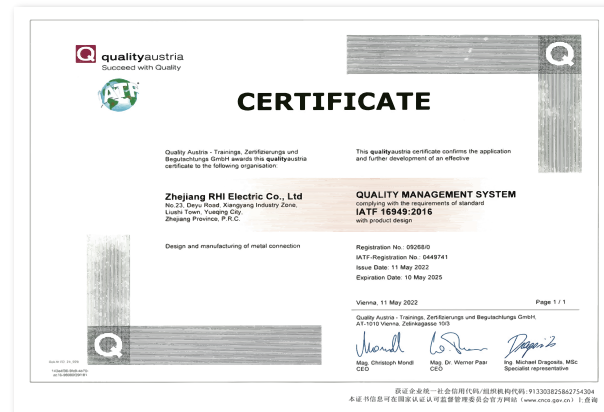 qualityaustria
Succeed with Quality
IATF
CERTIFICATE
Quality Austria - Trainings, Zertifizierungs und
Begutachtungs GmbH awards this qualityaustria
certificate to the following organisation:
Zhejiang RHI Electric Co., Ltd
No.23, Deyu Road, Xiangyang Industry Zone,
Liushi Town, Yueqing City,
Zhejiang Province, P.R.C.
Design and manufacturing of metal connection
This qualityaustria certificate confirms the application
and further development of an effective
QUALITY MANAGEMENT SYSTEM
complying with the requirements of standard
IATF 16949:2016
with product design
Registration No.: 09268/0
IATF-Registration No.: 0449741
Issue Date: 11 May 2022
Expiration Date: 10 May 2025
Vienna, 11 May 2022 Page 1 / 1
Quality Austria - Trainings, Zertifizierungs und Begutachtungs GmbH,
AT-1010 Vienna, Zelinkagasse 10/3
Mag. Christoph Mondl
CEO
Mag. Dr. Werner Paar
CEO
Ing. Michael Dragosits, MSc
Specialist representative
获证企业统一社会信用代码/组织机构代码: 913303825862754304
本证书信息可在国家认证认可监督管理委员会官方网站 (www.cnca.gov.cn) 上查询